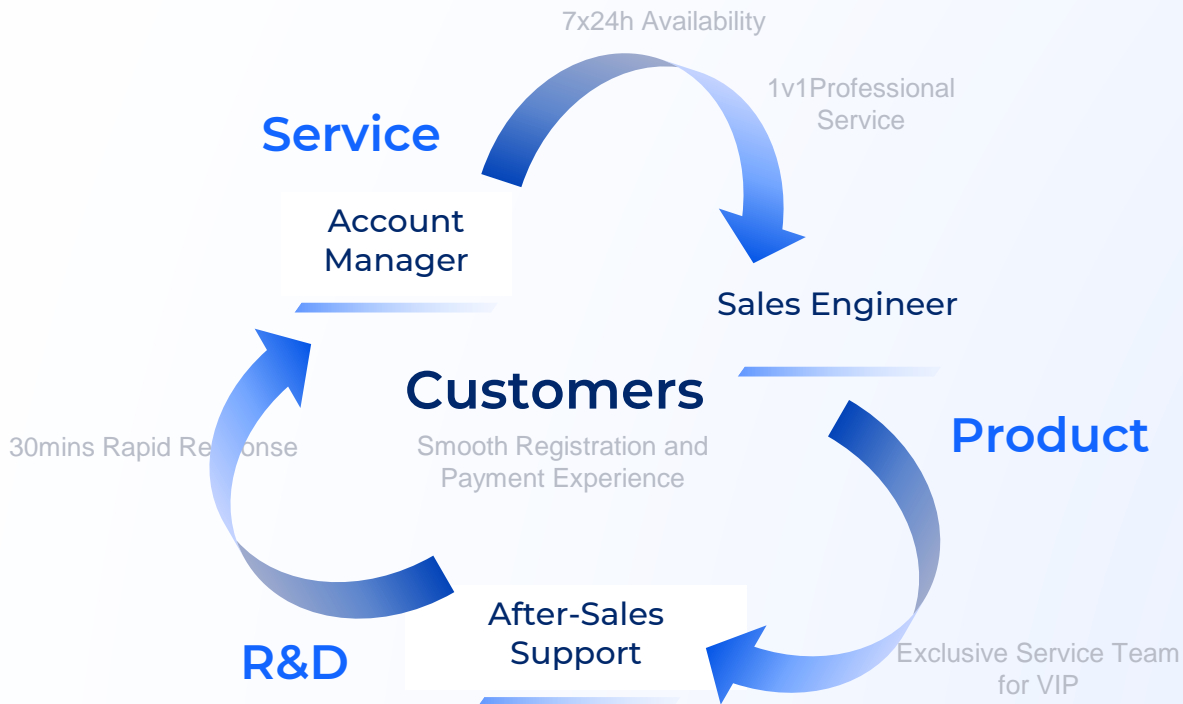 7x24h Availability
1v1Professional
Service
Service
Account
Manager
Sales Engineer
Customers
Smooth Registration and
Payment Experience
Product
30mins Rapid Re onse
After-Sales
Support
R&D
Exclusive Service Team
for VIP